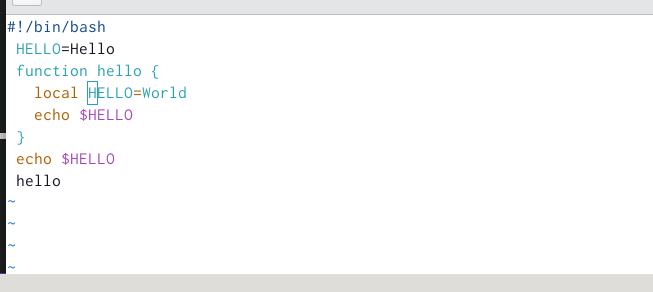 #!/bin/bash
 HELLO=Hello
 function hello {
   local HELLO=World
   echo $HELLO
 }
 echo $HELLO
 hello
~
~
~
~